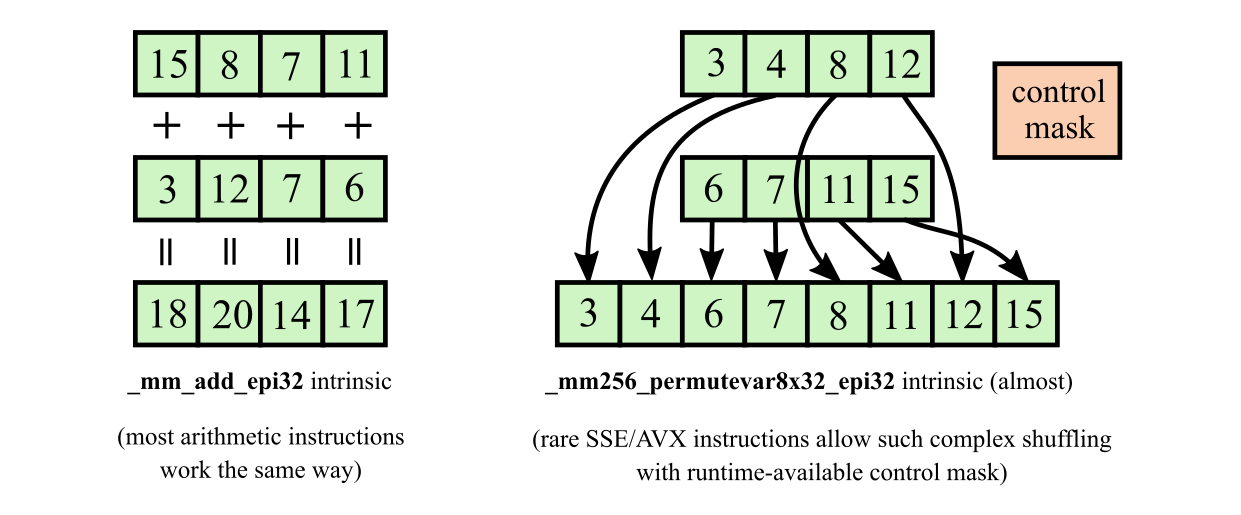 15 8 7 11
+ + + +
3 12 7 6
= = = =
18 20 14 17
_mm_add_epi32 intrinsic
(most arithmetic instructions
work the same way)
3 4 8 12
control
mask
6 7 11 15
3 4 6 7 8 11 12 15
_mm256_permutevar8x32_epi32 intrinsic (almost)
(rare SSE/AVX instructions allow such complex shuffling
with runtime-available control mask)